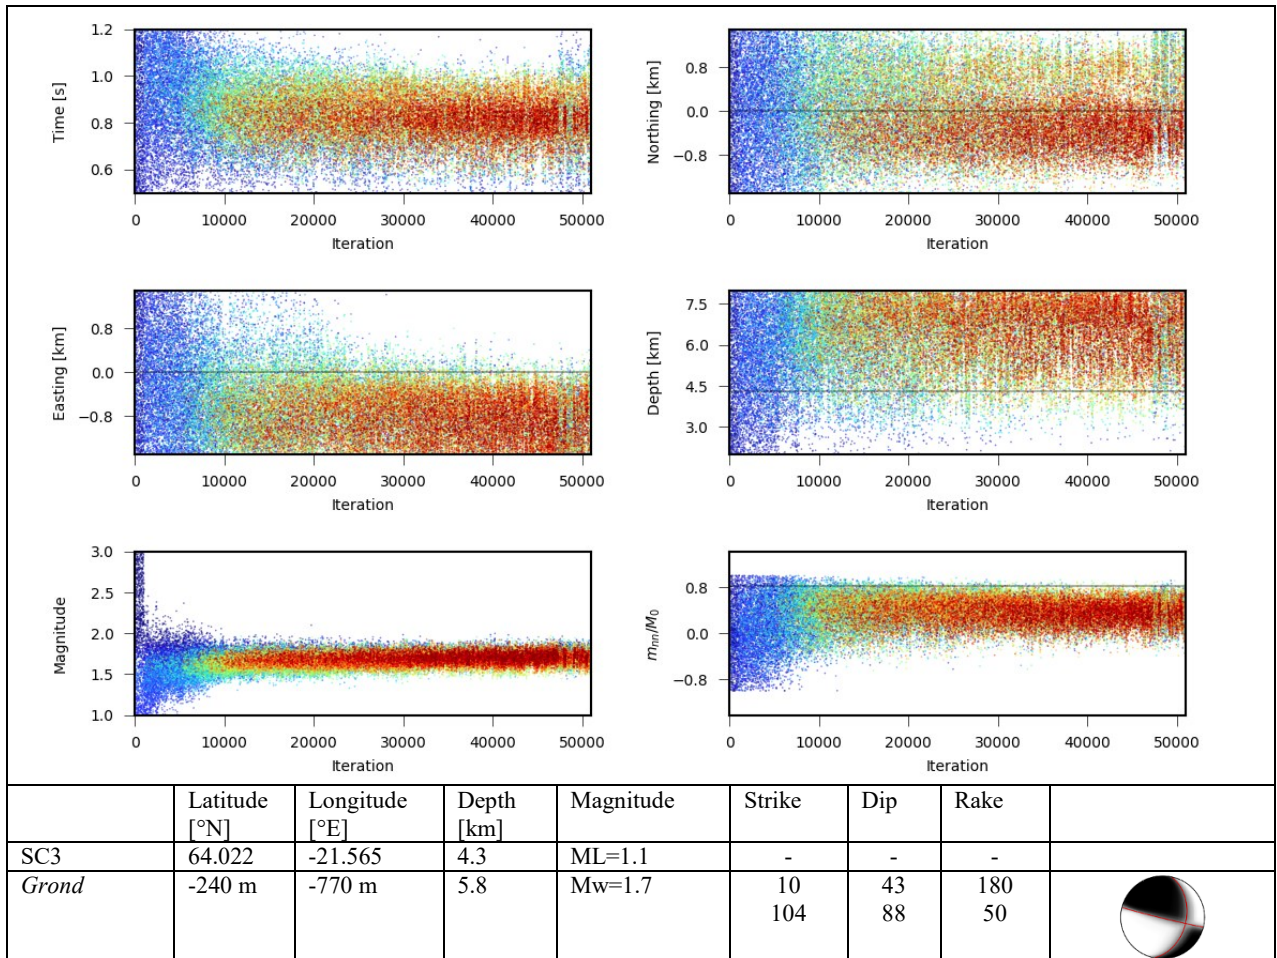 1.2
1.0
0.8
0.6
Time [s]
0 10000 20000 30000 40000 50000
Iteration
0.8
0.0
−0.8
Northing [km]
0 10000 20000 30000 40000 50000
Iteration
0.8
0.0
−0.8
Easting [km]
0 10000 20000 30000 40000 50000
Iteration
7.5
6.0
4.5
3.0
Depth [km]
0 10000 20000 30000 40000 50000
Iteration
3.0
2.5
2.0
1.5
1.0
Magnitude
0 10000 20000 30000 40000 50000
Iteration
0.8
0.0
−0.8
m_nn/M_0
0 10000 20000 30000 40000 50000
Iteration
Latitude [°N] Longitude [°E] Depth [km] Magnitude Strike Dip Rake
SC3 64.022 -21.565 4.3 ML=1.1 - - -
Grond -240 m -770 m 5.8 Mw=1.7 10 43 180
104 88 50